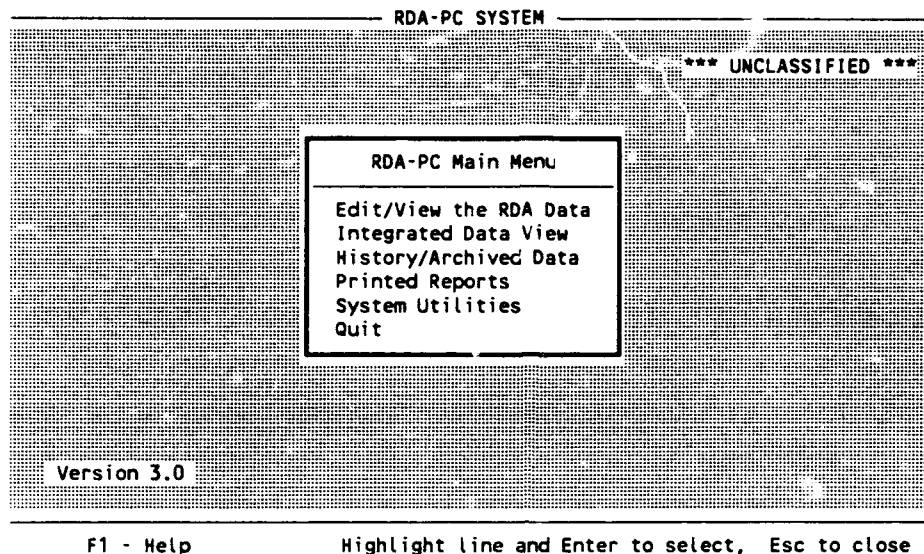 RDA-PC SYSTEM
*** UNCLASSIFIED ***
RDA-PC Main Menu
Edit/View the RDA Data
Integrated Data View
History/Archived Data
Printed Reports
System Utilities
Quit
Version 3.0
F1 - Help Highlight line and Enter to select, Esc to close